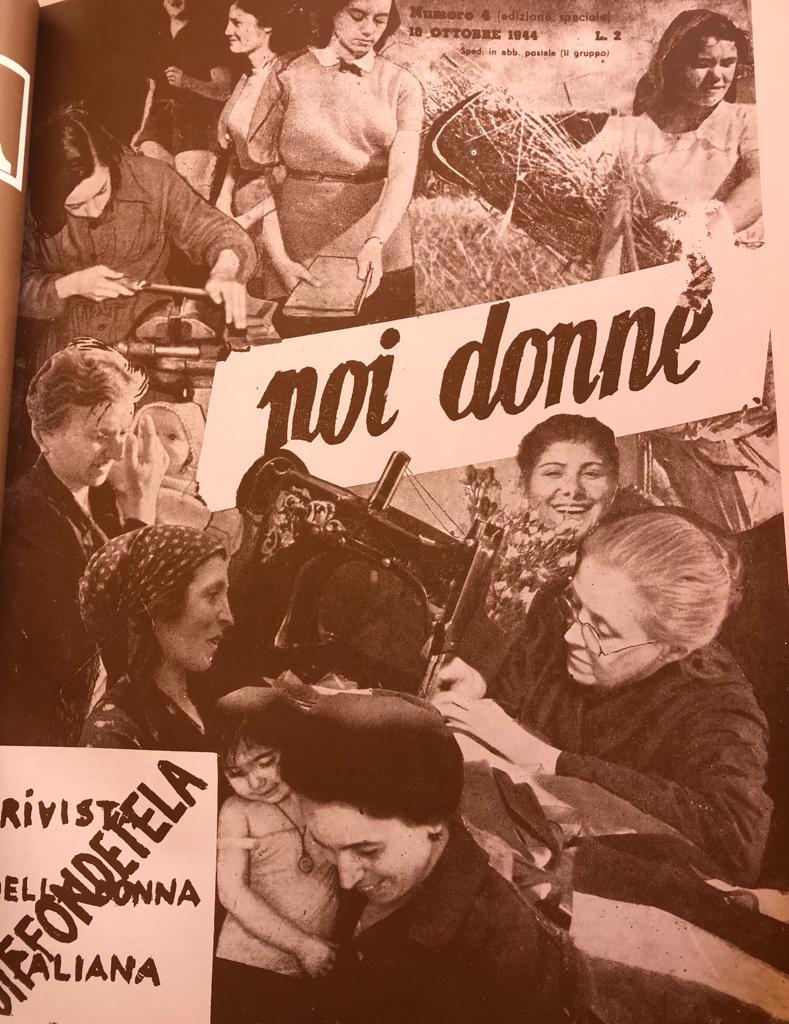 Numero 4 (edizione speciale)
10 OTTOBRE 1944 L. 2
Sped. in abb. postale (II gruppo)
noi donne
RIVISTA
DELLA DONNA
ITALIANA
DIFFONDETELA